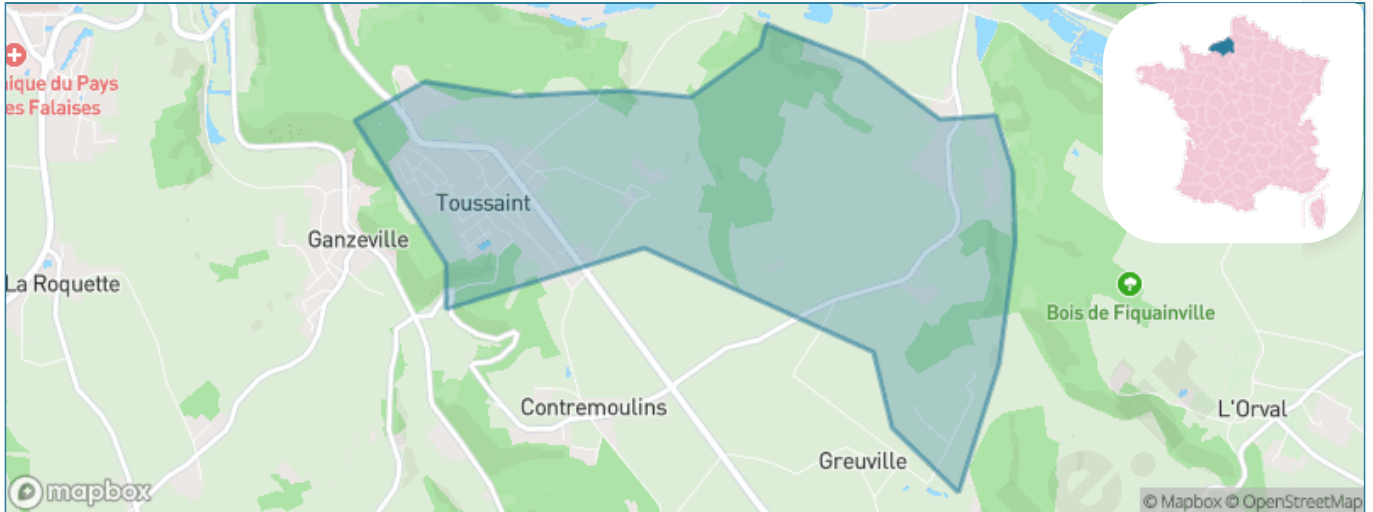 ique du Pays
es Falaises
Toussaint
Ganzeville
La Roquette
Bois de Fiquainville
Contremoulins
L'Orval
Greuville
mapbox
© Mapbox © OpenStreetMap